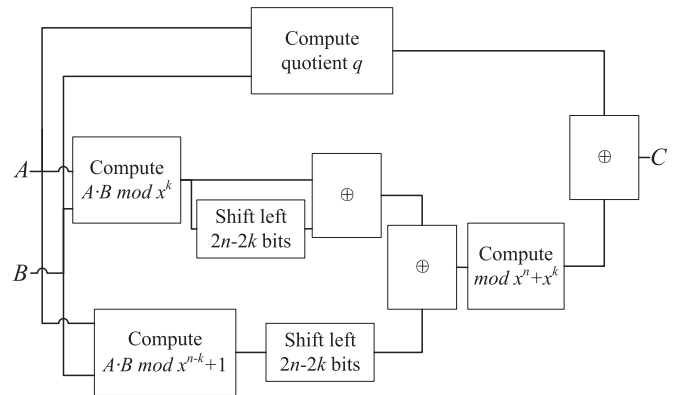 Compute
quotient q
A
Compute
A·B mod x^k
⊕
⊕
C
Shift left
2n-2k bits
⊕
Compute
mod x^n+x^k
B
Compute
A·B mod x^{n-k}+1
Shift left
2n-2k bits